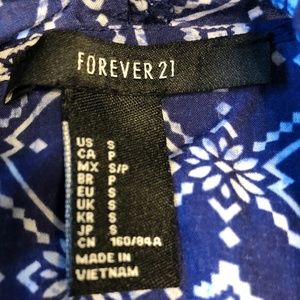 FOREVER 21
US S
CA P
MX S/P
BR P
EU S
UK S
KR S
JP S
CN 160/84A
MADE IN
VIETNAM